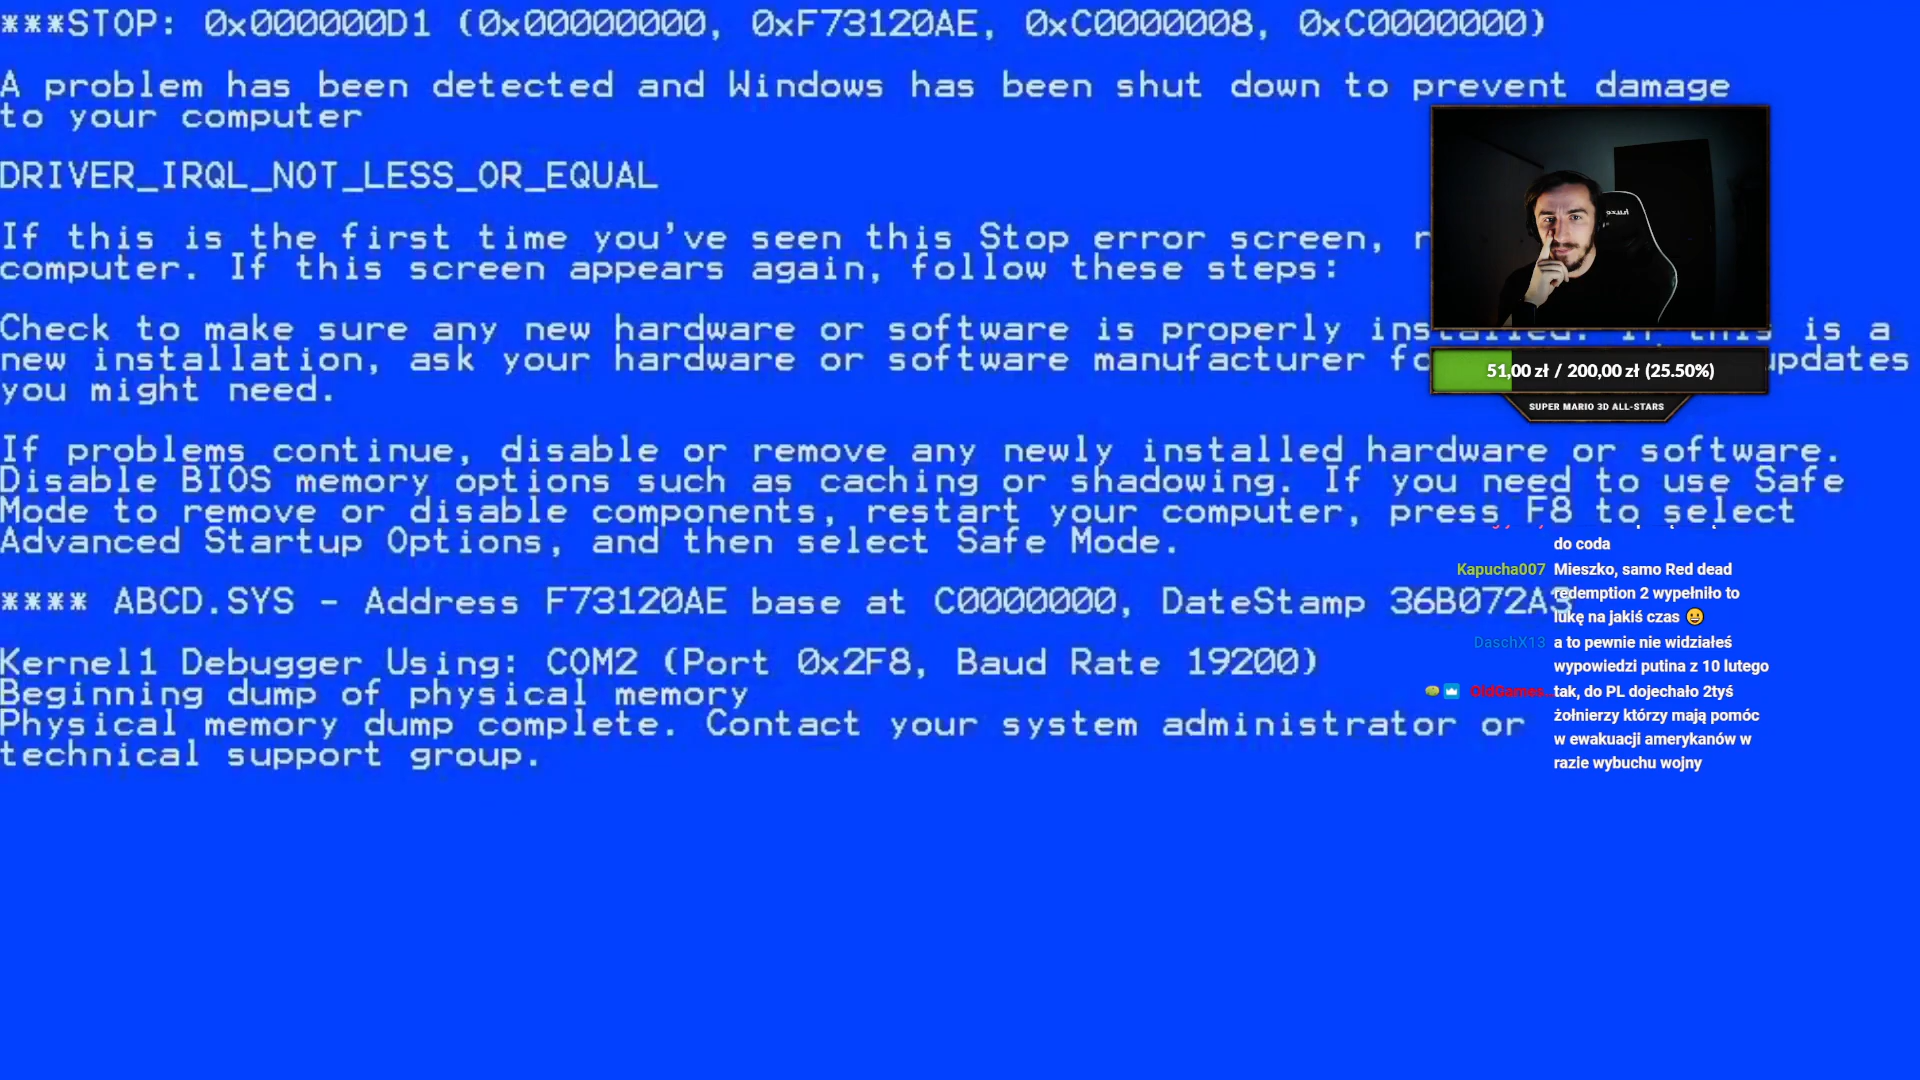 ***STOP: 0x000000D1 (0x00000000, 0xF73120AE, 0xC0000008, 0xC0000000)
A problem has been detected and Windows has been shut down to prevent damage
to your computer
DRIVER_IRQL_NOT_LESS_OR_EQUAL
If this is the first time you've seen this Stop error screen,
computer. If this screen appears again, follow these steps:
Check to make sure any new hardware or software is properly installed. If this is a
new installation, ask your hardware or software manufacturer updates
you might need.
If problems continue, disable or remove any newly installed hardware or software.
Disable BIOS memory options such as caching or shadowing. If you need to use Safe
Mode to remove or disable components, restart your computer, press F8 to select
Advanced Startup Options, and then select Safe Mode.
**** ABCD.SYS - Address F73120AE base at C0000000, DateStamp 36B072A3
Kernel1 Debugger Using: COM2 (Port 0x2F8, Baud Rate 19200)
Beginning dump of physical memory
Physical memory dump complete. Contact your system administrator or
technical support group.
51,00 zł / 200,00 zł (25.50%)
SUPER MARIO 3D ALL-STARS
do coda
Kapucha007 Mieszko, samo Red dead
redemption 2 wypełniło to
lukę na jakiś czas 😀
DaschX13 a to pewnie nie widziałeś
wypowiedzi putina z 10 lutego
OldGames... tak, do PL dojechało 2tyś
żołnierzy którzy mają pomóc
w ewakuacji amerykanów w
razie wybuchu wojny